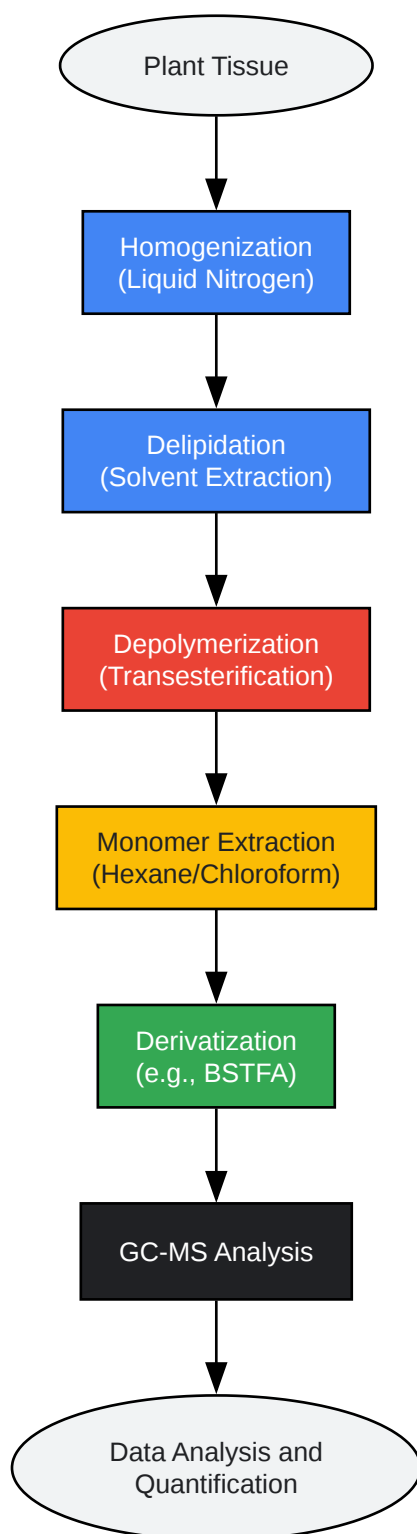 Plant Tissue
Homogenization
(Liquid Nitrogen)
Delipidation
(Solvent Extraction)
Depolymerization
(Transesterification)
Monomer Extraction
(Hexane/Chloroform)
Derivatization
(e.g., BSTFA)
GC-MS Analysis
Data Analysis and
Quantification